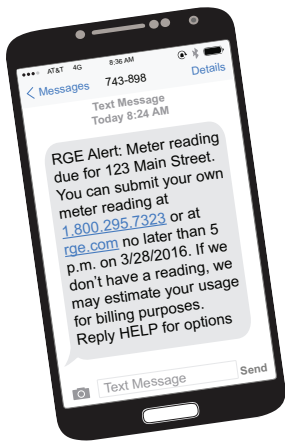 AT&T 4G 8:36 AM
Messages 743-898 Details
Text Message
Today 8:24 AM
RGE Alert: Meter reading
due for 123 Main Street.
You can submit your own
meter reading at
1.800.295.7323 or at
rge.com no later than 5
p.m. on 3/28/2016. If we
don't have a reading, we
may estimate your usage
for billing purposes.
Reply HELP for options
Text Message Send